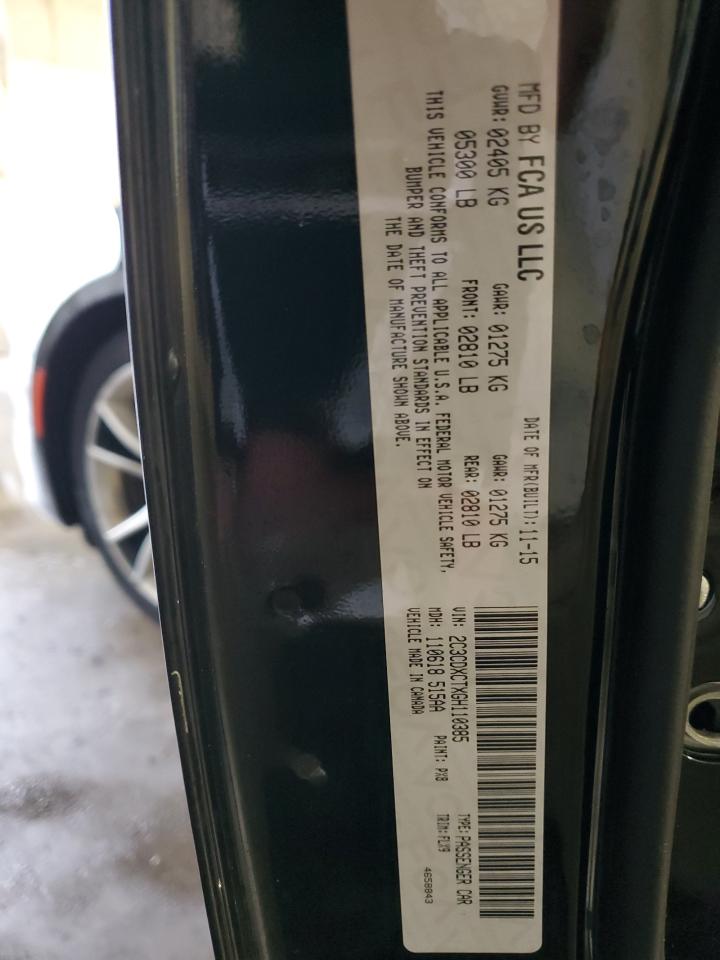 MFD BY FCA US LLC
DATE OF MFR(BUILT): 11-15
GVWR: 02405 KG GAWR: 01275 KG GAWR: 01275 KG
05300 LB FRONT: 02810 LB REAR: 02810 LB
THIS VEHICLE CONFORMS TO ALL APPLICABLE U.S.A. FEDERAL MOTOR VEHICLE SAFETY,
BUMPER AND THEFT PREVENTION STANDARDS IN EFFECT ON
THE DATE OF MANUFACTURE SHOWN ABOVE.
VIN: 2C3CDXCTXGH110385 TYPE: PASSENGER CAR
MDH: 110618 515AA PAINT: PX8 TRIM: FLX9
VEHICLE MADE IN CANADA 4658843